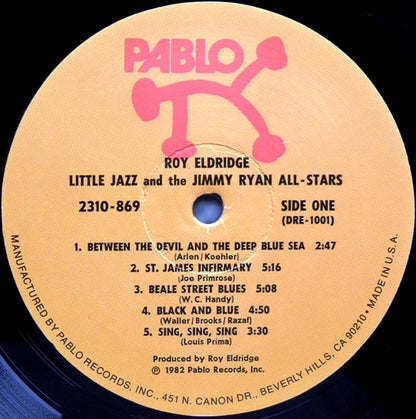 PABLO
ROY ELDRIDGE
LITTLE JAZZ and the JIMMY RYAN ALL-STARS
2310-869
SIDE ONE
(DRE-1001)
1. BETWEEN THE DEVIL AND THE DEEP BLUE SEA 2:47
(Arlen/Koehler)
2. ST. JAMES INFIRMARY 5:16
(Joe Primrose)
3. BEALE STREET BLUES 5:08
(W. C. Handy)
4. BLACK AND BLUE 4:50
(Waller/Brooks/Razaf)
5. SING, SING, SING 3:30
(Louis Prima)
Produced by Roy Eldridge
℗ © 1982 Pablo Records, Inc.
MANUFACTURED BY PABLO RECORDS, INC., 451 N. CANON DR., BEVERLY HILLS, CA 90210 • MADE IN U.S.A.